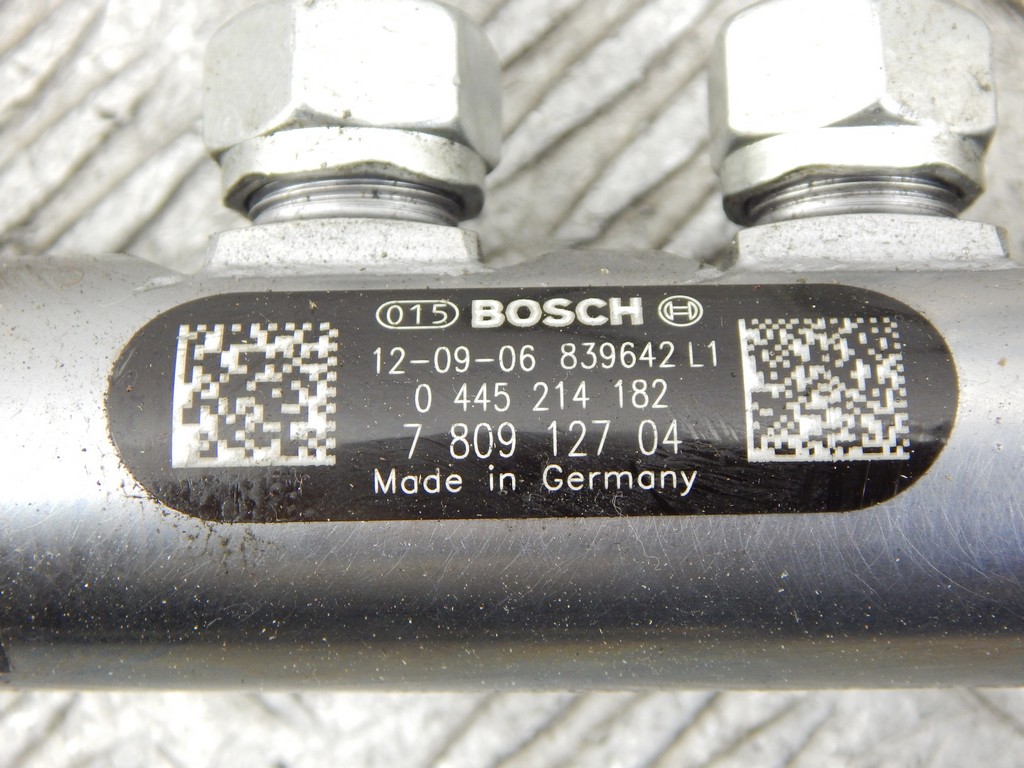 015 BOSCH
12-09-06 839642 L1
0 445 214 182
7 809 127 04
Made in Germany